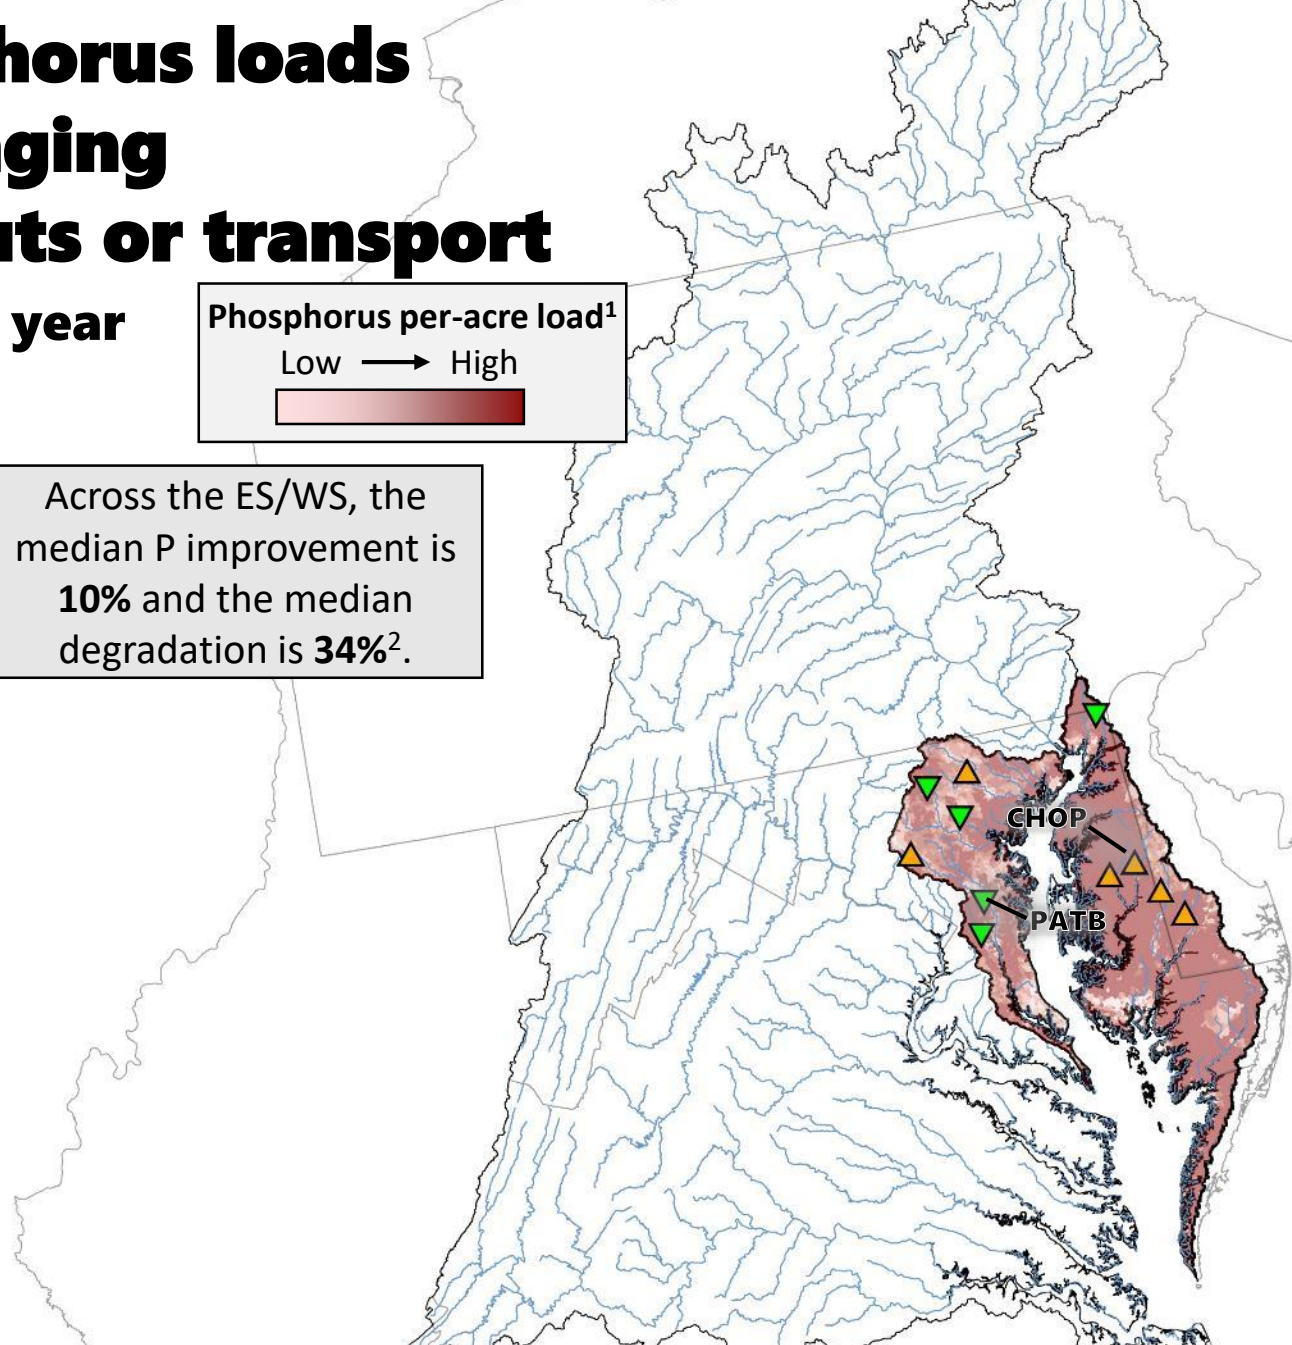 horus loads
ging
uts or transport
year
Phosphorus per-acre load¹
Low → High
Across the ES/WS, the
median P improvement is
10% and the median
degradation is 34%².
CHOP
PATB